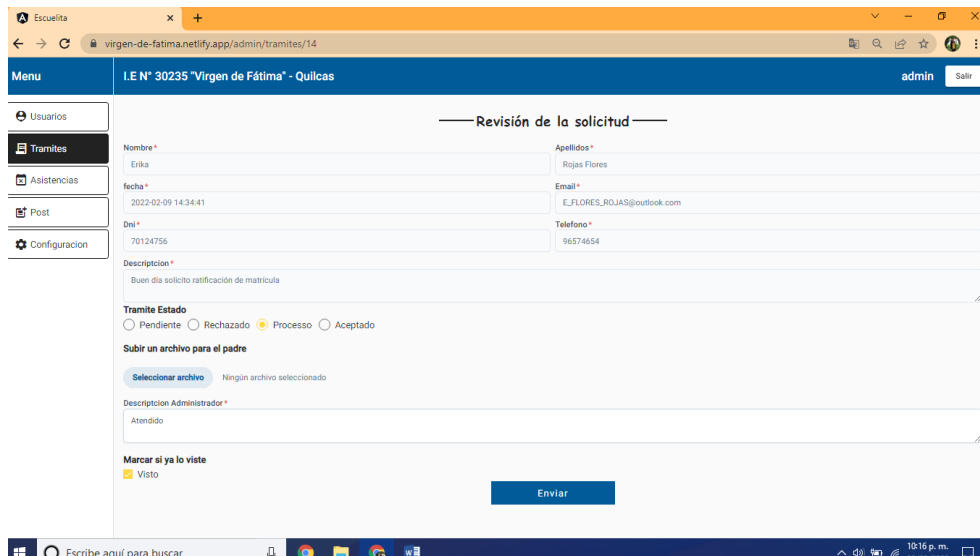 Escuelita
virgen-de-fatima.netlify.app/admin/tramites/14
Menu
I.E N° 30235 "Virgen de Fátima" - Quilcas
admin
Salir
Usuarios
Tramites
Asistencias
Post
Configuracion
Revisión de la solicitud
Nombre*
Apellidos*
Erika
Rojas Flores
fecha*
Email*
2022-02-09 14:34:41
E_FLORES_ROJAS@outlook.com
Dni*
Telefono*
70124756
96574654
Descriptcion*
Buen día solicito ratificación de matrícula
Tramite Estado
Pendiente Rechazado Processo Aceptado
Subir un archivo para el padre
Seleccionar archivo Ningún archivo seleccionado
Descriptcion Administrador*
Atendido
Marcar si ya lo viste
Visto
Enviar
Escribe aquí para buscar
10:16 p. m.